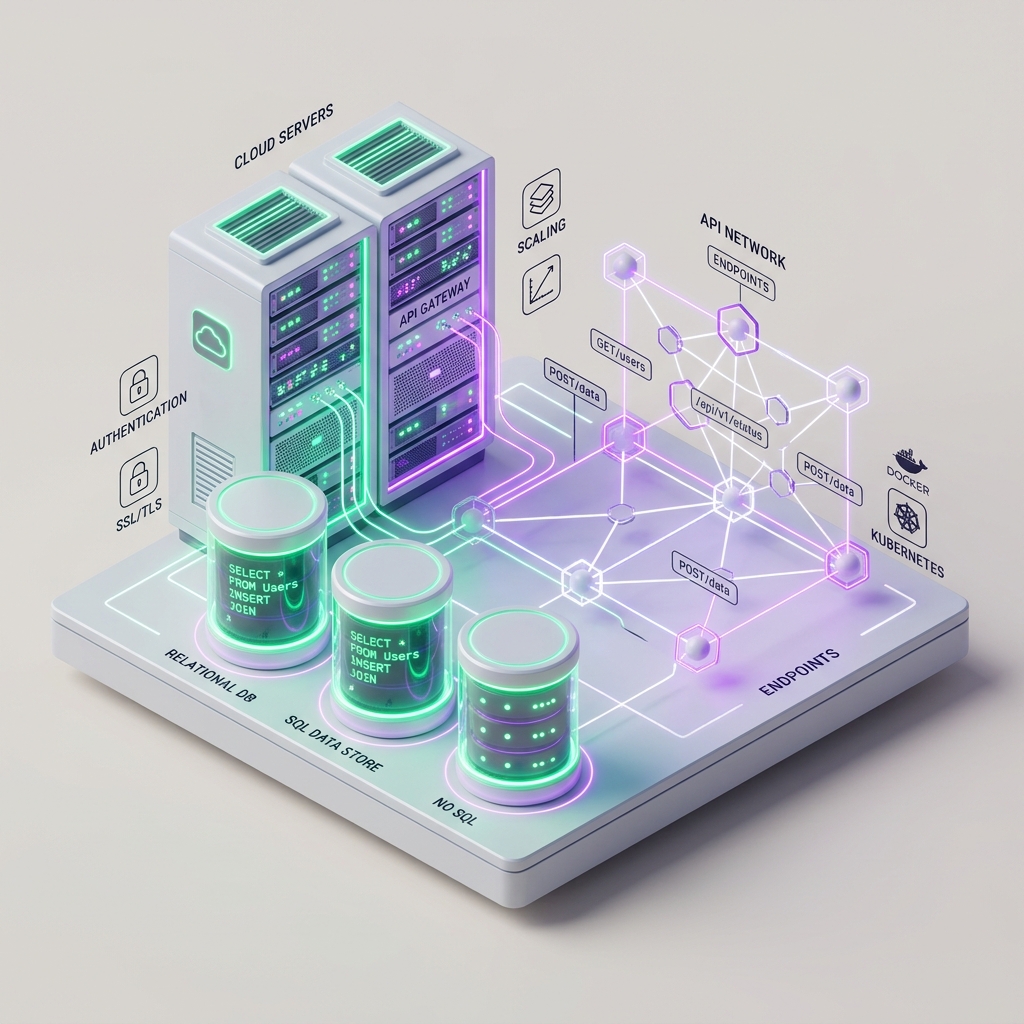 CLOUD SERVERS
SCALING
API NETWORK
ENDPOINTS
API GATEWAY
GET/users
POST/data
/epi/v1/etutus
POST/data
AUTHENTICATION
DOCKER
SSL/TLS
KUBERNETES
SELECT *
FROM Users
INSERT
JOEN
SELECT *
FROM Users
INSERT
JOEN
POST/data
RELATIONAL DB
ENDPOINTS
SQL DATA STORE
NO SQL